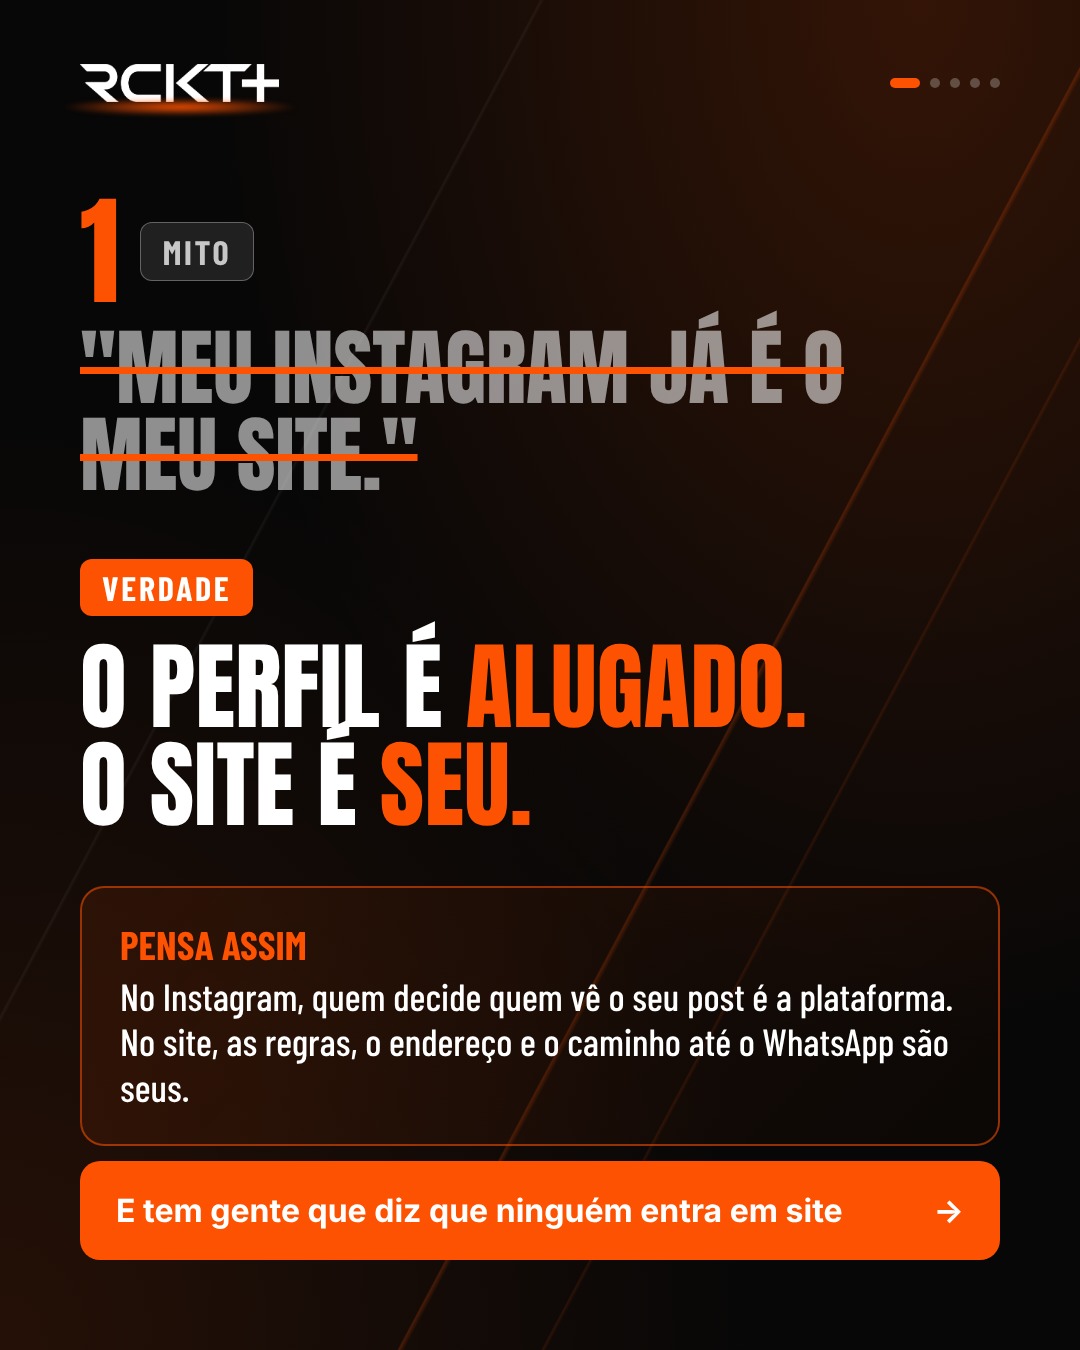 RCKT+
1
MITO
"MEU INSTAGRAM JÁ É O
MEU SITE."
VERDADE
O PERFIL É ALUGADO.
O SITE É SEU.
PENSA ASSIM
No Instagram, quem decide quem vê o seu post é a plataforma.
No site, as regras, o endereço e o caminho até o WhatsApp são
seus.
E tem gente que diz que ninguém entra em site →